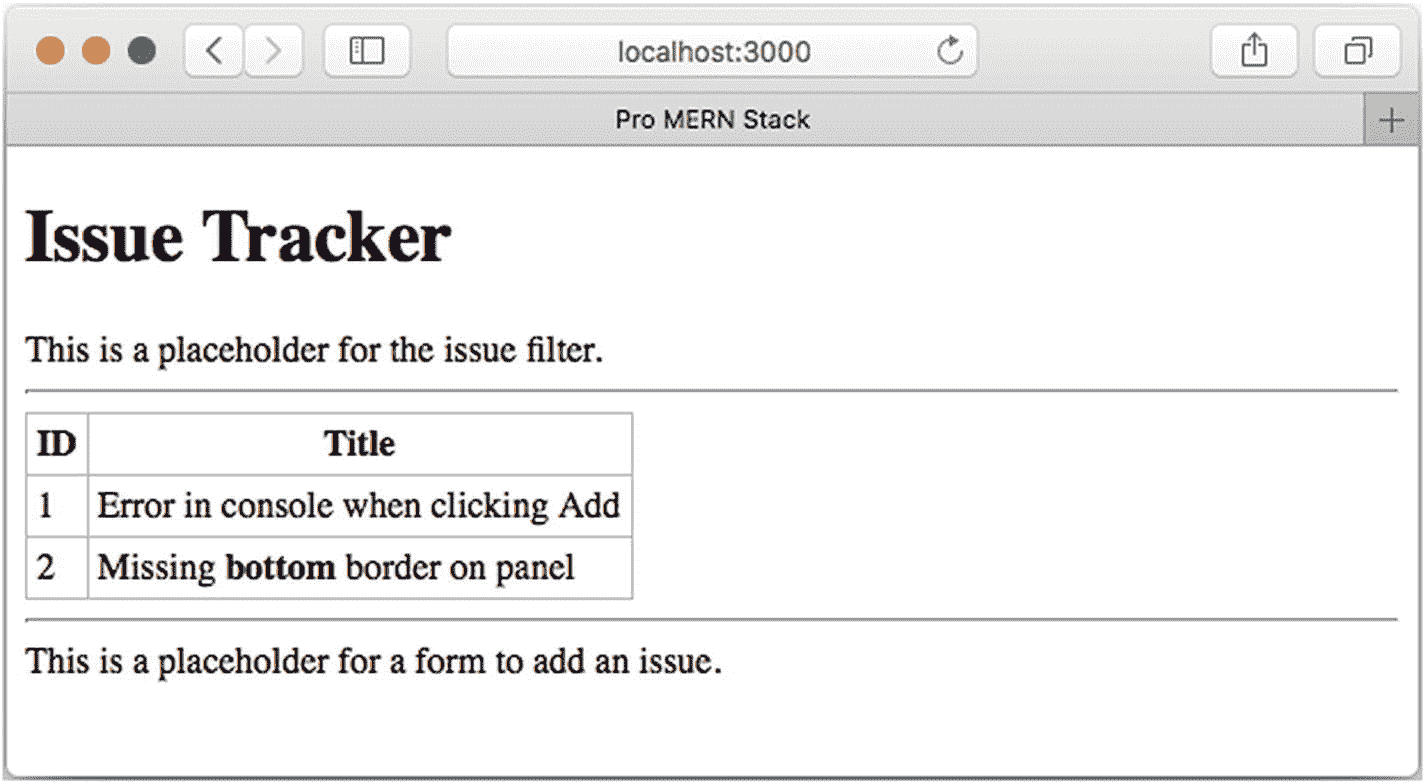 localhost:3000
Pro MERN Stack
Issue Tracker
This is a placeholder for the issue filter.
ID Title
1 Error in console when clicking Add
2 Missing bottom border on panel
This is a placeholder for a form to add an issue.